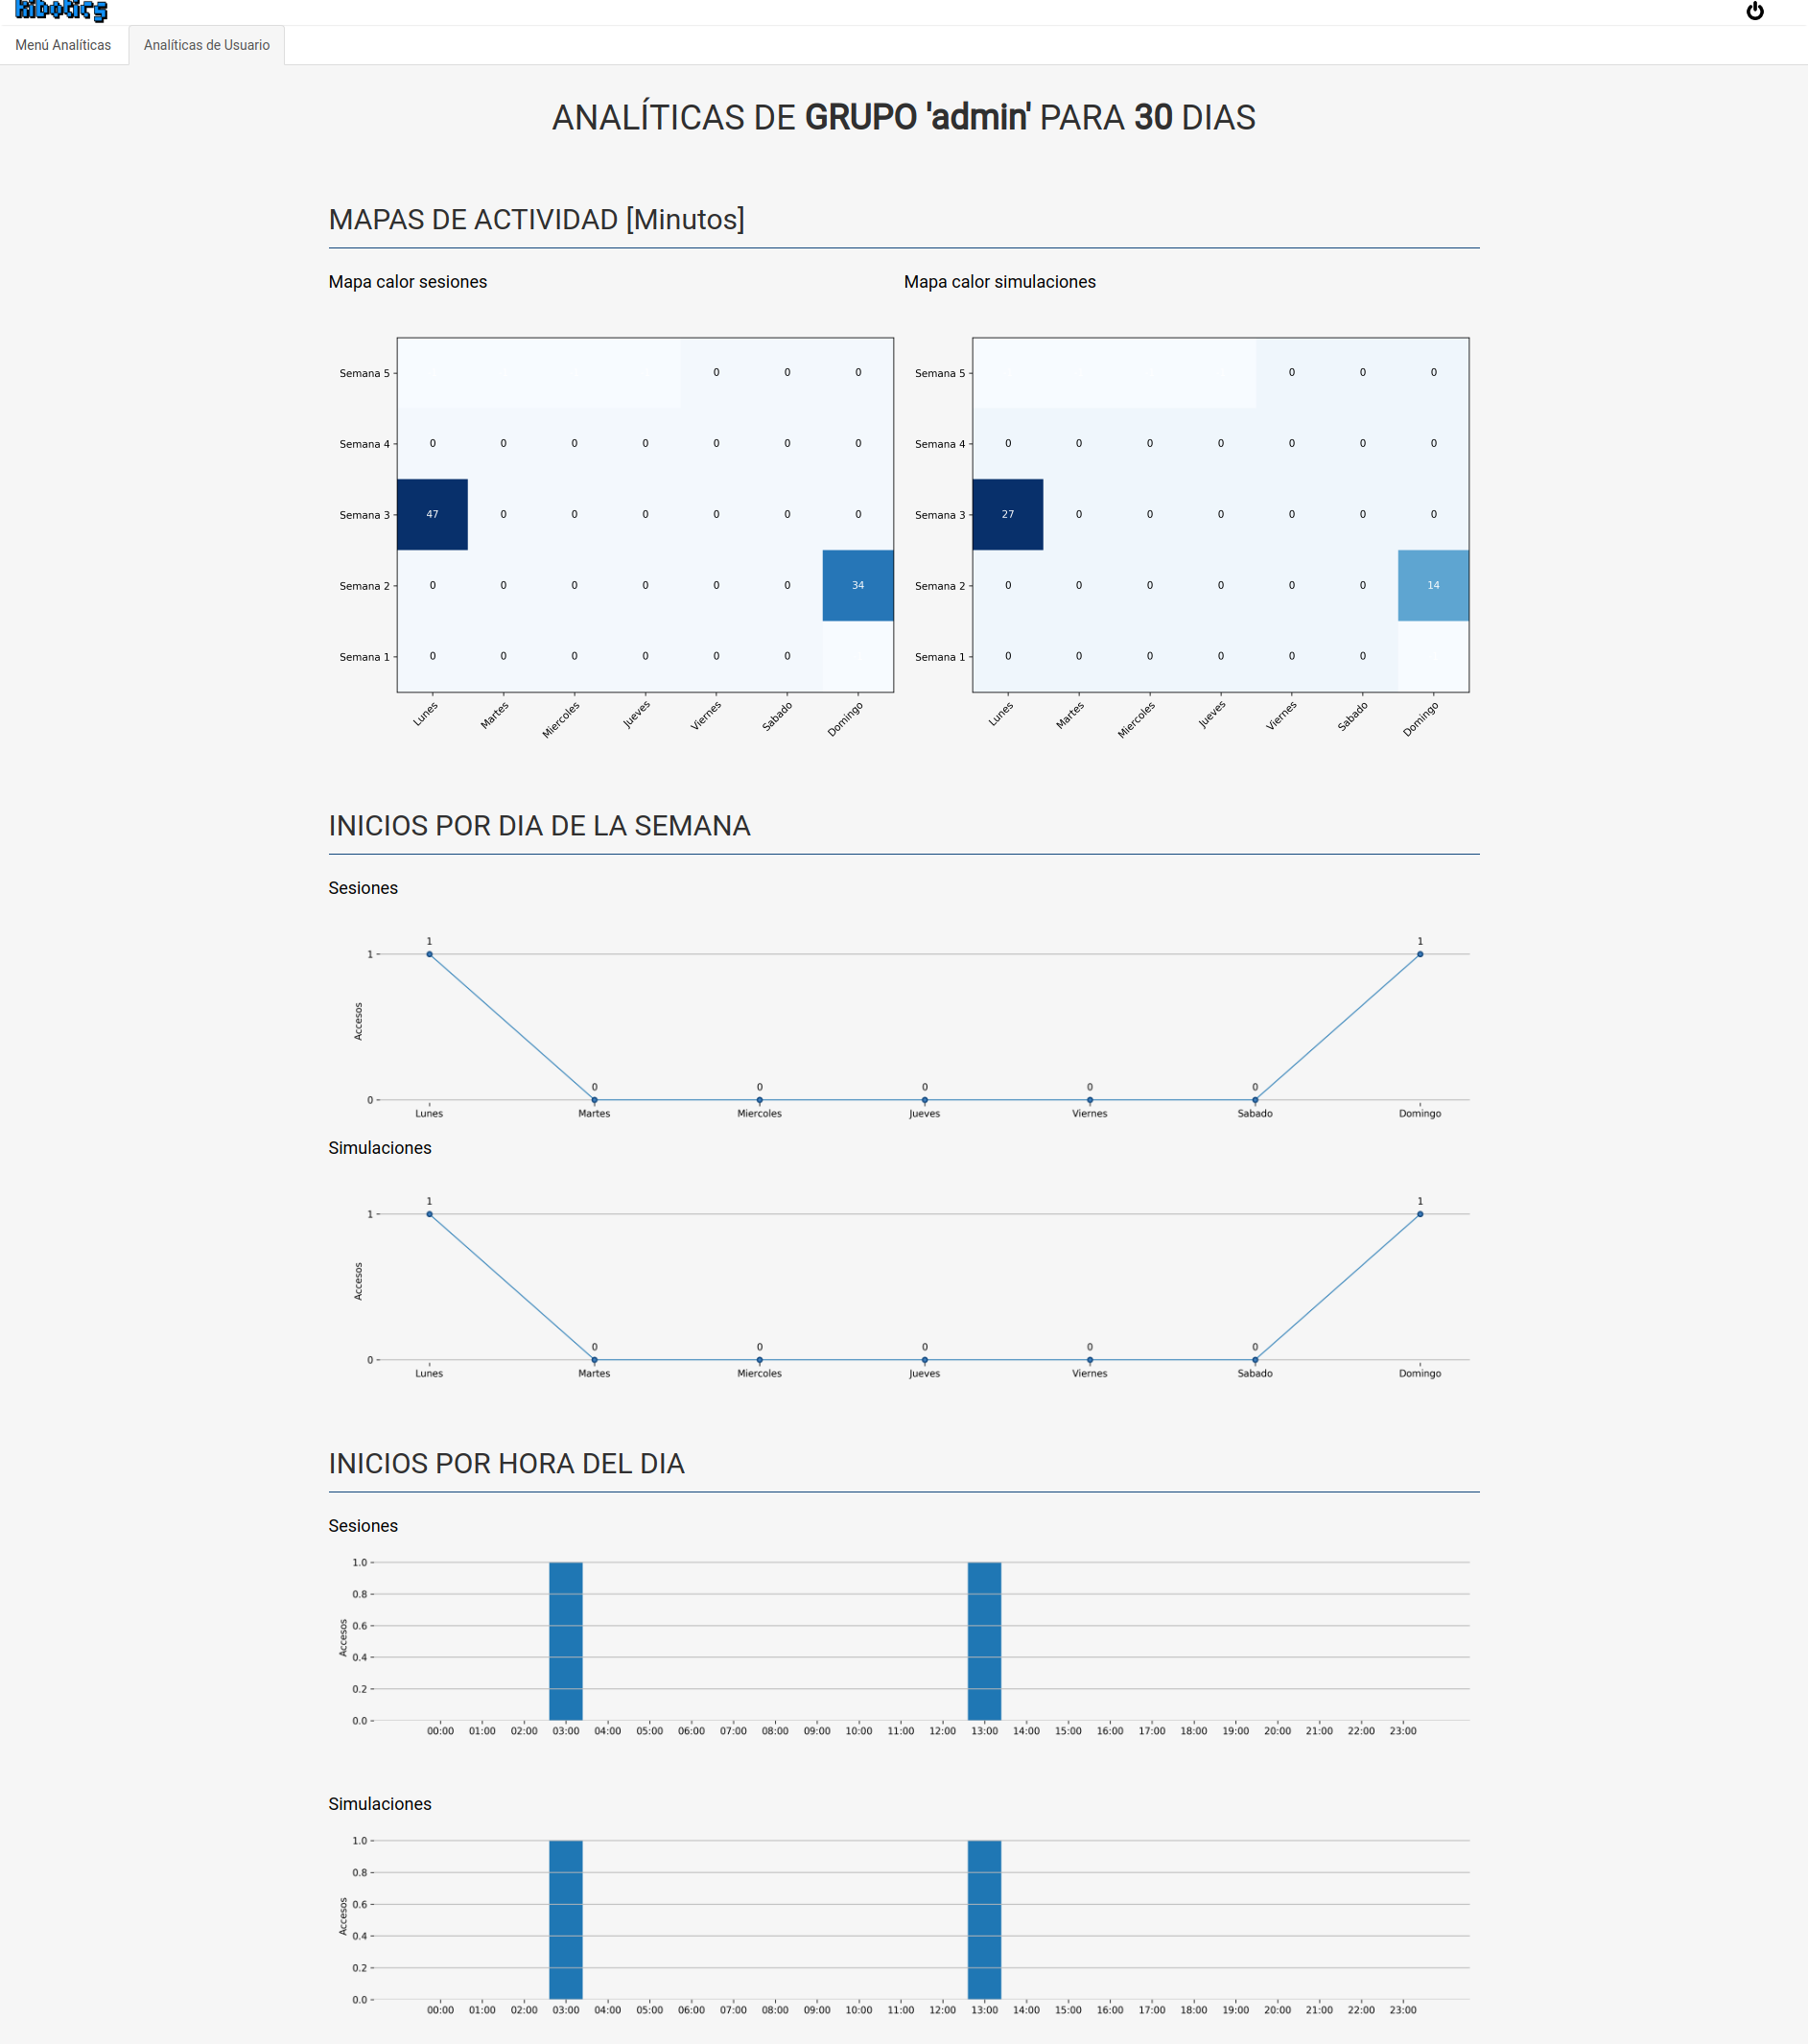 Kibotics
Menú Analíticas
Analíticas de Usuario
ANALÍTICAS DE GRUPO 'admin' PARA 30 DIAS
MAPAS DE ACTIVIDAD [Minutos]
Mapa calor sesiones
Semana 5 0 0 0
Semana 4 0 0 0 0 0 0 0
Semana 3 47 0 0 0 0 0 0
Semana 2 0 0 0 0 0 0 34
Semana 1 0 0 0 0 0 0
Lunes Martes Miercoles Jueves Viernes Sabado Domingo
Mapa calor simulaciones
Semana 5 0 0 0
Semana 4 0 0 0 0 0 0 0
Semana 3 27 0 0 0 0 0 0
Semana 2 0 0 0 0 0 0 14
Semana 1 0 0 0 0 0 0
Lunes Martes Miercoles Jueves Viernes Sabado Domingo
INICIOS POR DIA DE LA SEMANA
Sesiones
1 1
1
Accesos
0 0 0 0 0
0
Lunes Martes Miercoles Jueves Viernes Sabado Domingo
Simulaciones
1 1
1
Accesos
0 0 0 0 0
0
Lunes Martes Miercoles Jueves Viernes Sabado Domingo
INICIOS POR HORA DEL DIA
Sesiones
1.0
0.8
0.6
Accesos
0.4
0.2
0.0
00:00 01:00 02:00 03:00 04:00 05:00 06:00 07:00 08:00 09:00 10:00 11:00 12:00 13:00 14:00 15:00 16:00 17:00 18:00 19:00 20:00 21:00 22:00 23:00
Simulaciones
1.0
0.8
0.6
Accesos
0.4
0.2
0.0
00:00 01:00 02:00 03:00 04:00 05:00 06:00 07:00 08:00 09:00 10:00 11:00 12:00 13:00 14:00 15:00 16:00 17:00 18:00 19:00 20:00 21:00 22:00 23:00